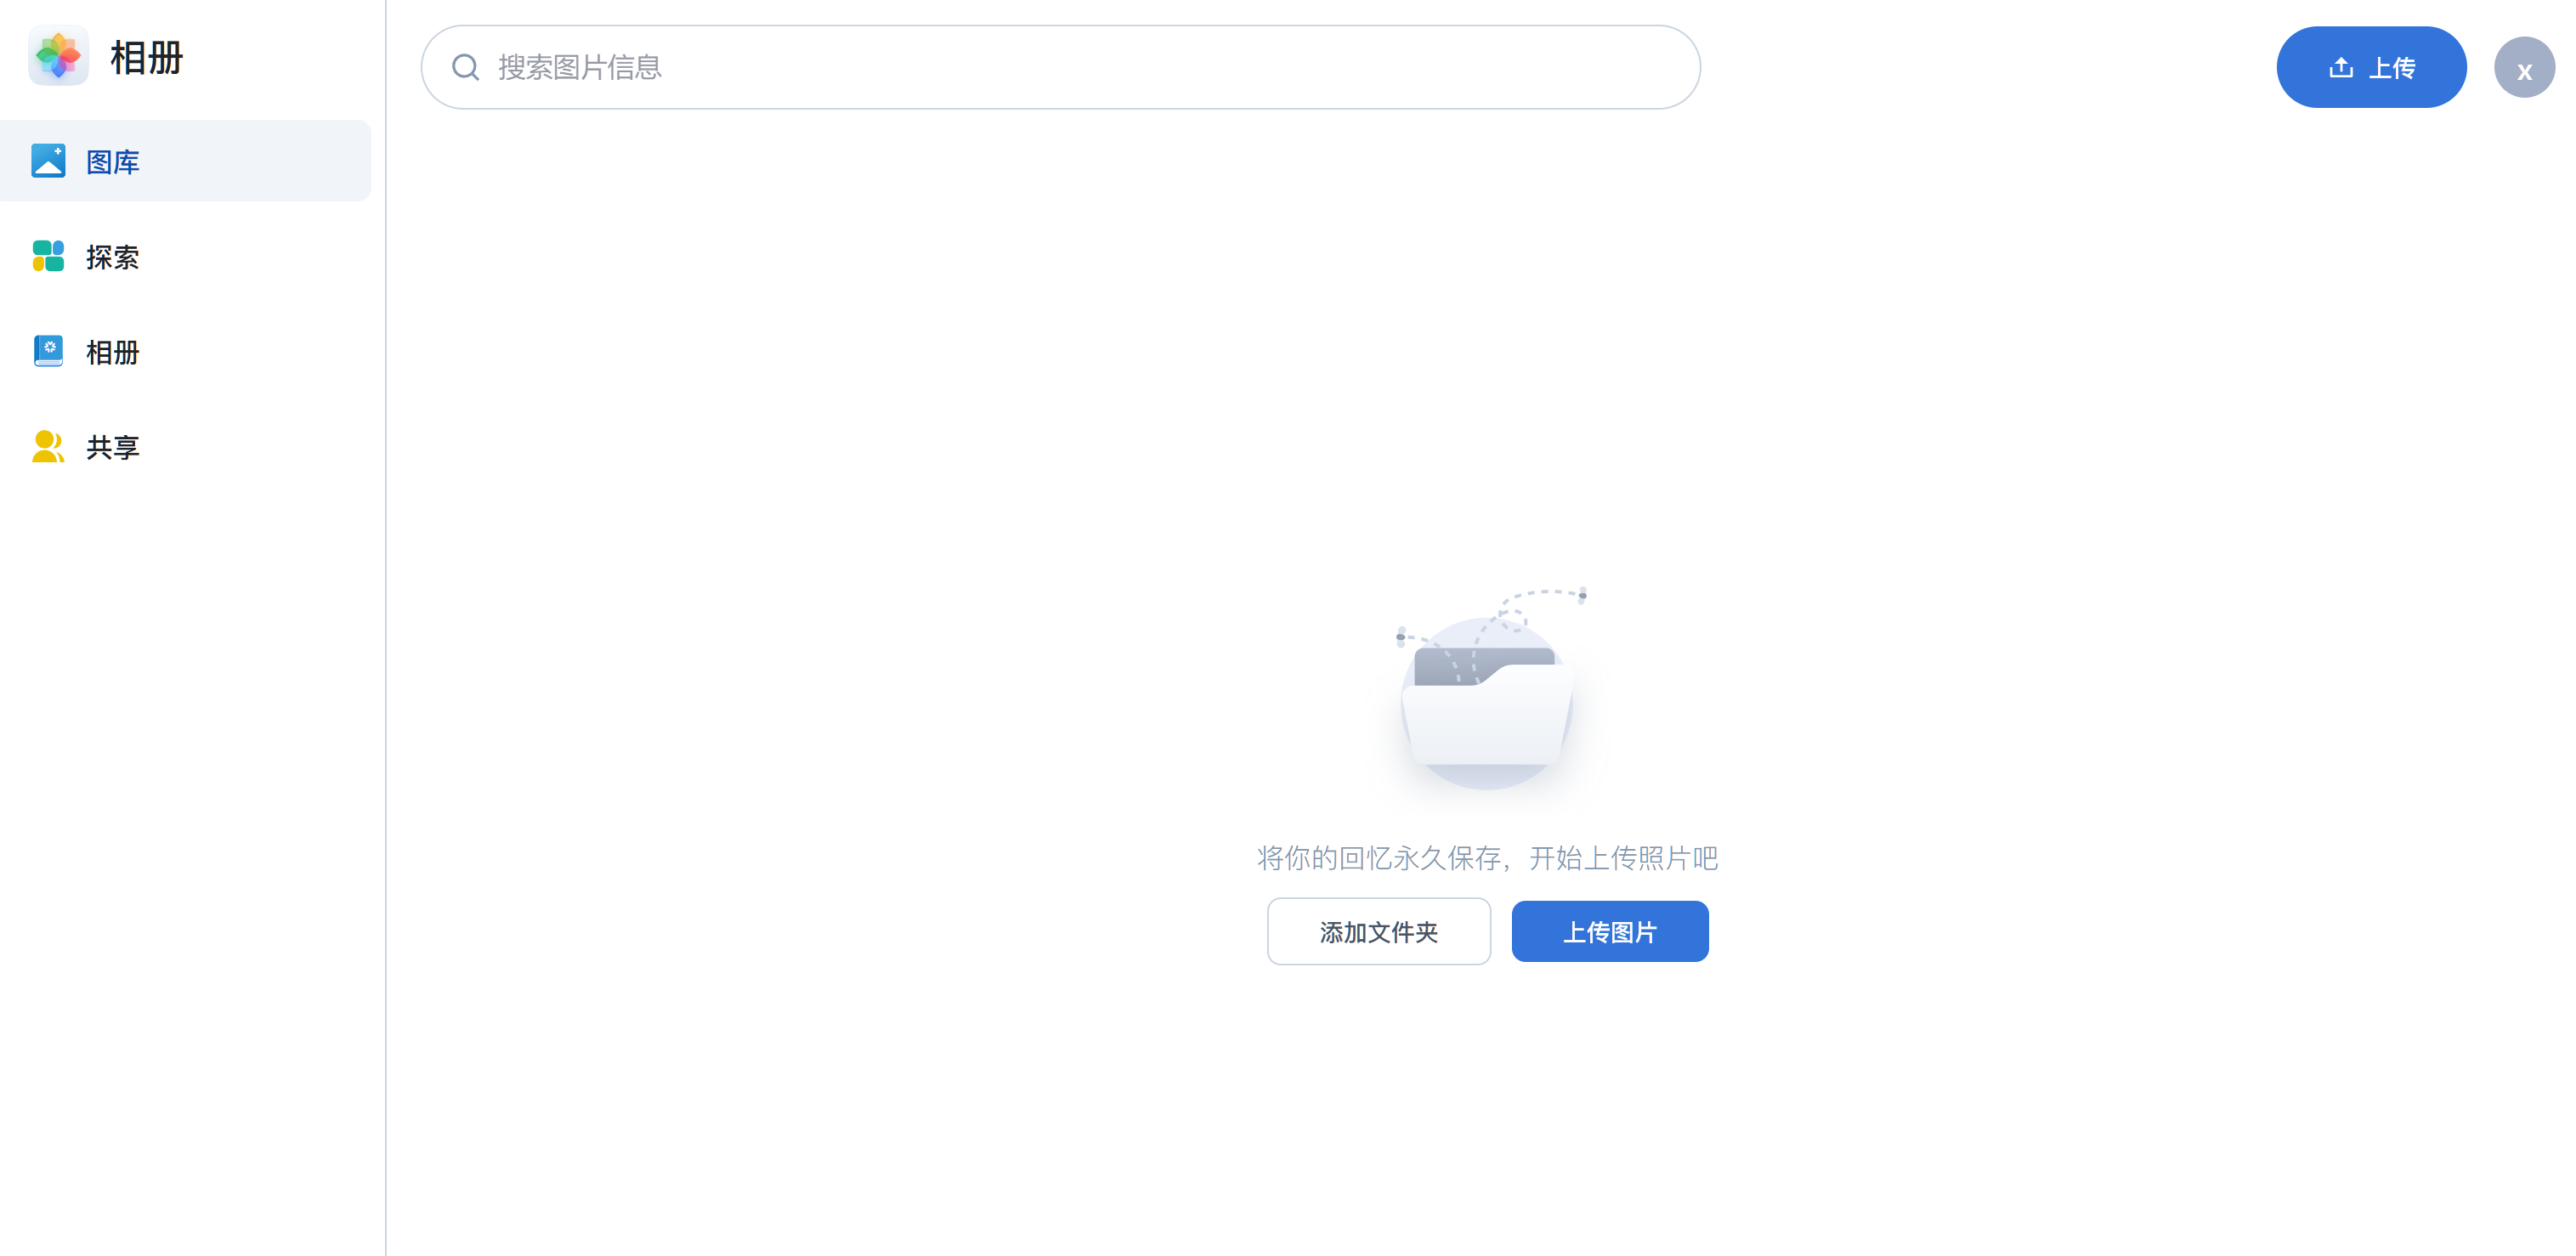 相册
搜索图片信息
上传
x
图库
探索
相册
共享
将你的回忆永久保存，开始上传照片吧
添加文件夹
上传图片